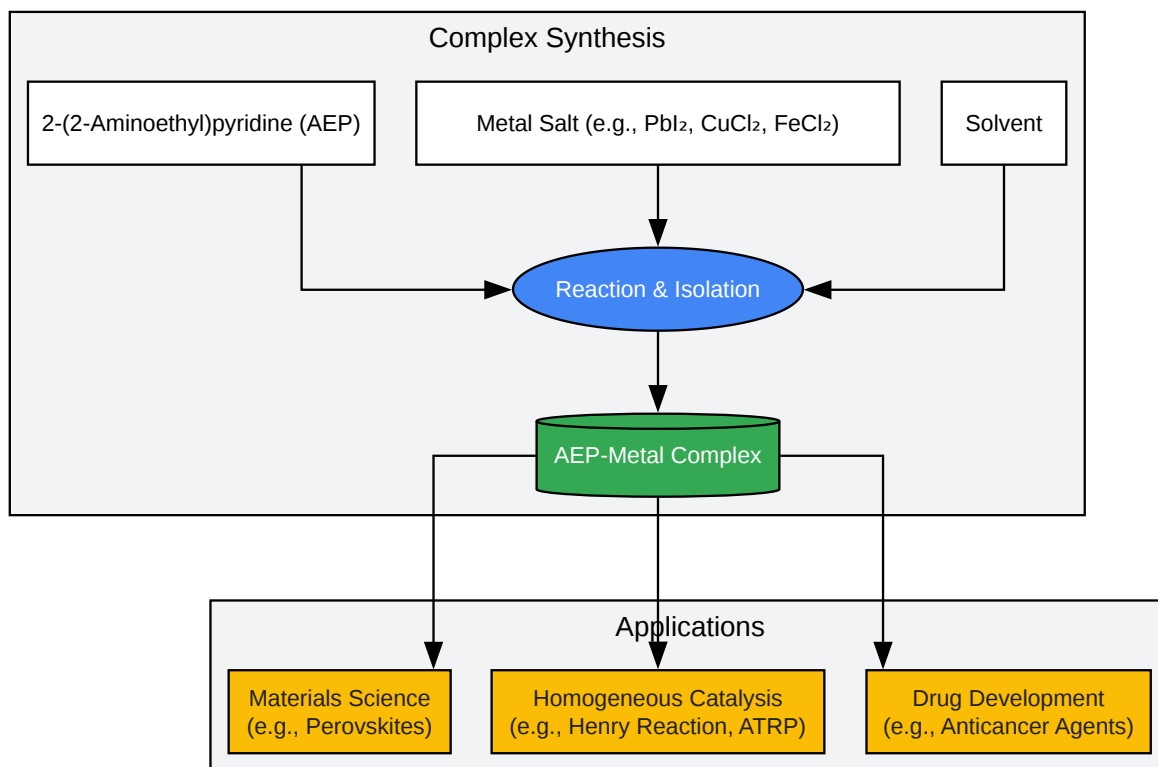 Complex Synthesis
2-(2-Aminoethyl)pyridine (AEP)
Metal Salt (e.g., PbI₂, CuCl₂, FeCl₂)
Solvent
Reaction & Isolation
AEP-Metal Complex
Applications
Materials Science
(e.g., Perovskites)
Homogeneous Catalysis
(e.g., Henry Reaction, ATRP)
Drug Development
(e.g., Anticancer Agents)